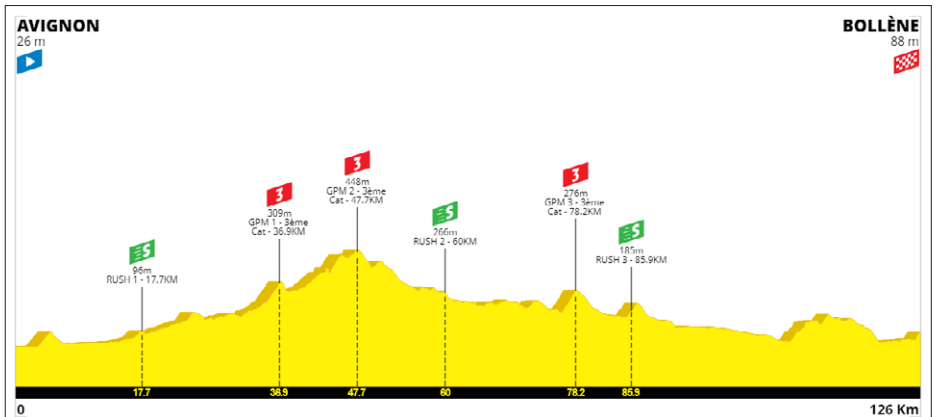 AVIGNON
26 m
BOLLÈNE
88 m
3
448m
GPM 2 - 3ème
Cat - 47.7KM
3
276m
GPM 3 - 3ème
Cat - 78.2KM
3
309m
GPM 1 - 3ème
Cat - 36.9KM
S
266m
RUSH 2 - 60KM
S
185m
RUSH 3 - 85.9KM
S
96m
RUSH 1 - 17.7KM
17.7 36.9 47.7 60 78.2 85.9
0 126 Km